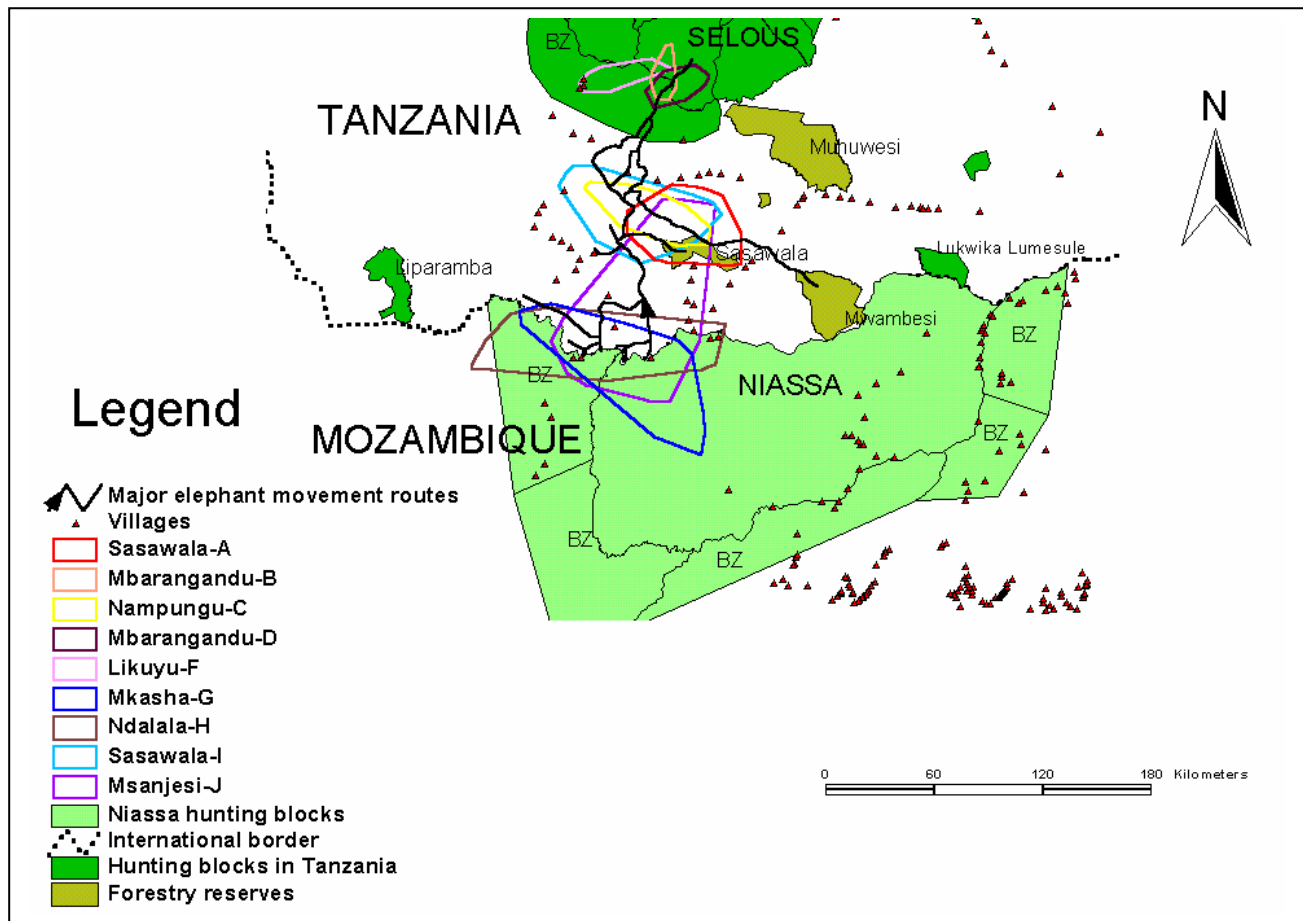 SELOUS
BZ
TANZANIA
N
Muhuwesi
Liparamba
Sasawala
Lukwika Lumesule
Mwambesi
BZ
BZ
NIASSA
Legend
MOZAMBIQUE
BZ
BZ
BZ
Major elephant movement routes
Villages
Sasawala-A
Mbarangandu-B
Nampungu-C
Mbarangandu-D
Likuyu-F
Mkasha-G
Ndalala-H
Sasawala-I
Msanjesi-J
Niassa hunting blocks
International border
Hunting blocks in Tanzania
Forestry reserves
0 60 120 180 Kilometers